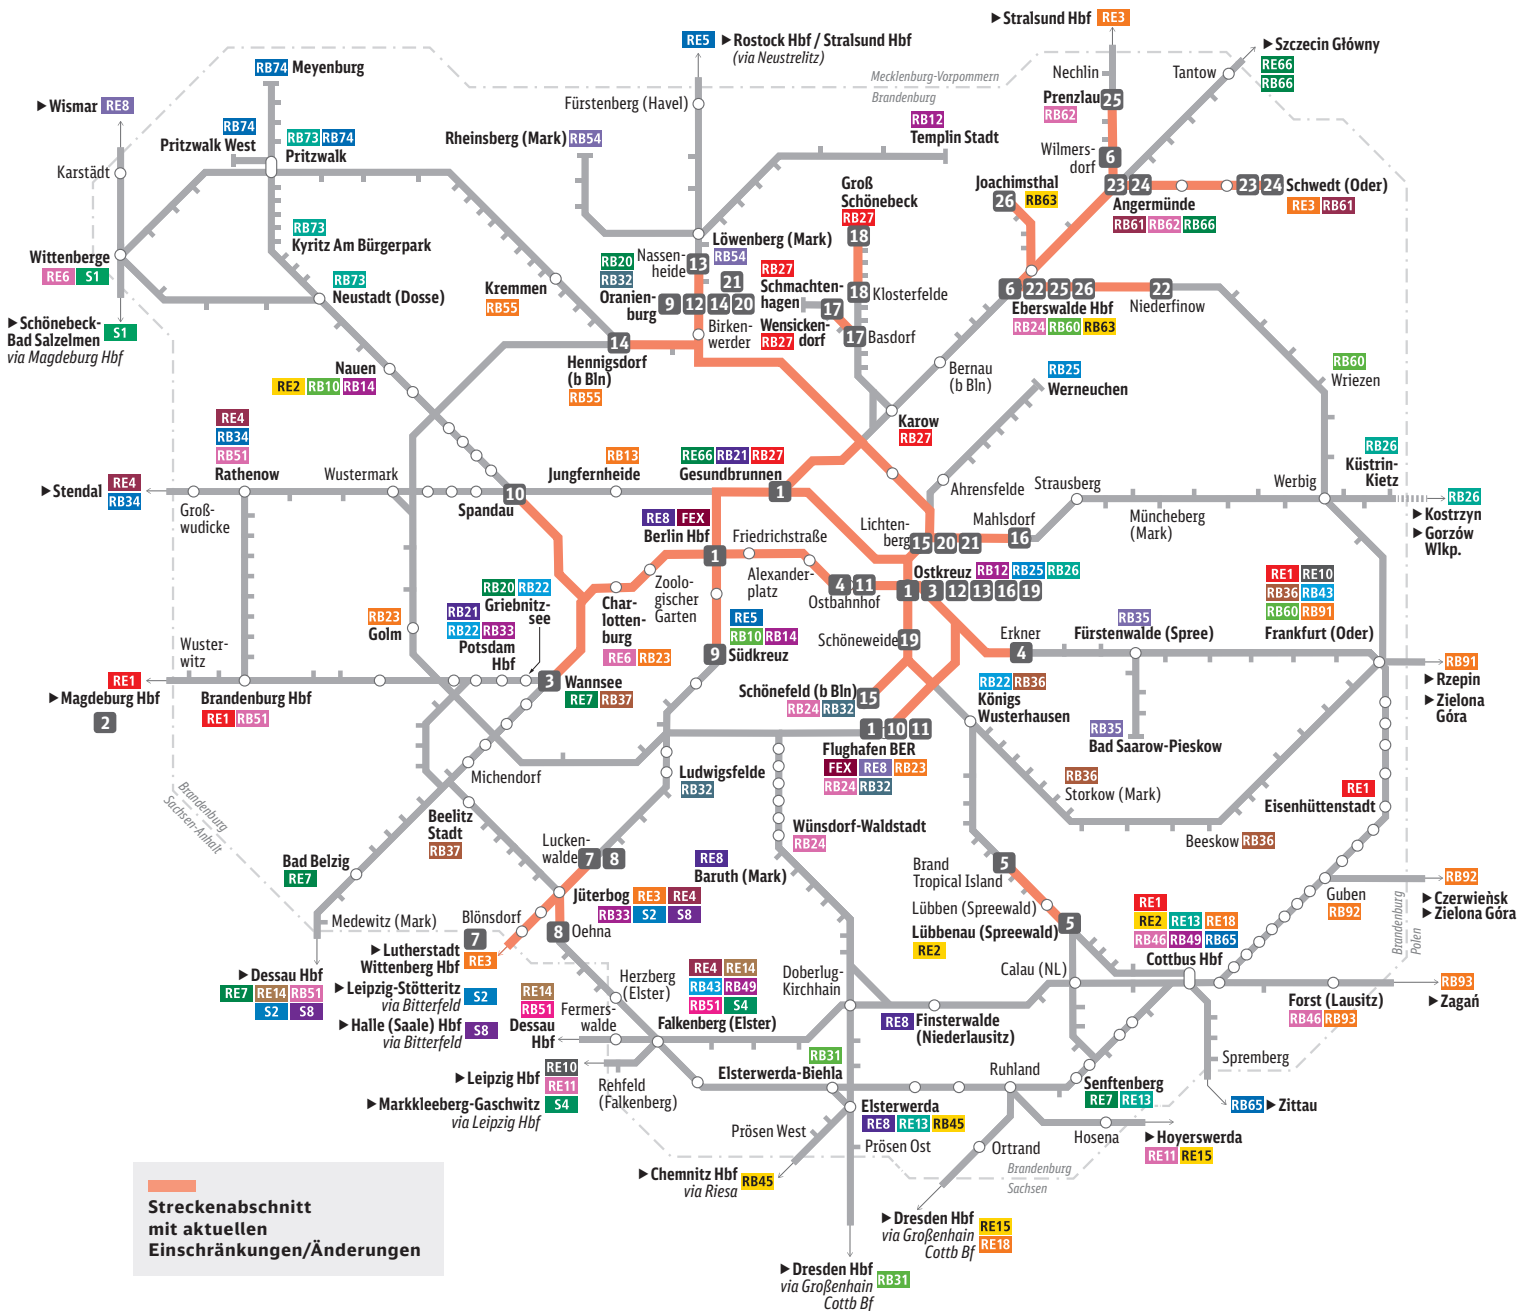 Stralsund Hbf RE3
RE5 Rostock Hbf / Stralsund Hbf
(via Neustrelitz)
Szczecin Główny
RE66
RB66
Mecklenburg-Vorpommern
Brandenburg
Nechlin
Tantow
RB74 Meyenburg
Wismar RE8
Fürstenberg (Havel)
Prenzlau 25
RB62
RB74
Pritzwalk West
RB73 RB74
Pritzwalk
Rheinsberg (Mark) RB54
RB12
Templin Stadt
Wilmers-
dorf
6
Karstädt
Groß
Schönebeck
RB27
18
Joachimsthal
26 RB63
23 24
Angermünde
RB61 RB62 RB66
23 24 Schwedt (Oder)
RE3 RB61
RB73
Kyritz Am Bürgerpark
Löwenberg (Mark)
RB54
Wittenberge
RE6 S1
RB73
Neustadt (Dosse)
Kremmen
RB55
RB20
RB32
Nassen-
heide
13
Oranien-
burg
21
9 12 14 20
RB27
Schmachten-
hagen
17
18 Klosterfelde
Wensicken-
dorf
RB27
17 Basdorf
6 22 25 26
Eberswalde Hbf
RB24 RB60 RB63
22
Niederfinow
Birken-
werder
Schönebeck-
Bad Salzelmen
via Magdeburg Hbf
S1
14
Hennigsdorf
(b Bln)
RB55
Nauen
RE2 RB10 RB14
Bernau
(b Bln)
RB25
Werneuchen
RB60
Wriezen
Karow
RB27
RE4
RB34
RB51
Rathenow
Wustermark
RB13
Jungfernheide
RE66 RB21 RB27
Gesundbrunnen
1
RB26
Küstrin-
Kietz
Stendal RE4
RB34
Groß-
wudicke
10
Spandau
Ahrensfelde
Strausberg
Werbig
RB26
Kostrzyn
Gorzów
Wlkp.
Müncheberg
(Mark)
RE8 FEX
Berlin Hbf
1
Friedrichstraße
Lichten-
berg
15 20 21
Mahlsdorf
16
Zoolo-
gischer
Garten
Alexander-
platz
4 11
Ostbahnhof
Ostkreuz RB12 RB25 RB26
1 3 12 13 16 19
RE1 RE10
RB36 RB43
RB60 RB91
Frankfurt (Oder)
RB20 RB22
Griebnitz-
see
RB21
RB22 RB33
Potsdam
Hbf
Char-
lotten-
burg
RE6 RB23
RB23
Golm
RE5
RB10 RB14
9 Südkreuz
Schöneweide 19
Erkner
4
RB35
Fürstenwalde (Spree)
RB91
Rzepin
Zielona
Góra
Wuster-
witz
RE1
Magdeburg Hbf
2
Brandenburg Hbf
RE1 RB51
3 Wannsee
RE7 RB37
Schönefeld (b Bln)
RB24 RB32
15
RB22 RB36
Königs
Wusterhausen
RB35
Bad Saarow-Pieskow
1 10 11
Flughafen BER
FEX RE8 RB23
RB24 RB32
Michendorf
Ludwigsfelde
RB32
RB36
Storkow (Mark)
RE1
Eisenhüttenstadt
Brandenburg
Sachsen-Anhalt
Beelitz
Stadt
RB37
Wünsdorf-Waldstadt
RB24
Beeskow RB36
Bad Belzig
RE7
Lucken-
walde
7 8
RE8
Baruth (Mark)
Brand
Tropical Island
5
RB92
Czerwieńsk
Zielona Góra
Guben
RB92
Brandenburg
Polen
Jüterbog RE3 RE4
RB33 S2 S8
Lübben (Spreewald)
5
Lübbenau (Spreewald)
RE2
RE1
RE2 RE13 RE18
RB46 RB49 RB65
Cottbus Hbf
Medewitz (Mark)
Blönsdorf
7
8 Oehna
Lutherstadt
Wittenberg Hbf RE3
Dessau Hbf
RE7 RE14 RB51
S2 S8
Leipzig-Stötteritz
via Bitterfeld
S2
Halle (Saale) Hbf
via Bitterfeld
S8
Herzberg
(Elster)
RE4 RE14
RB43 RB49
RB51 S4
Falkenberg (Elster)
RE14
RB51
Dessau
Hbf
Fermers-
walde
Doberlug-
Kirchhain
Calau (NL)
RE8 Finsterwalde
(Niederlausitz)
Forst (Lausitz)
RB46 RB93
RB93
Zagań
RE10
Leipzig Hbf
RE11
Markkleeberg-Gaschwitz S4
via Leipzig Hbf
Rehfeld
(Falkenberg)
RB31
Elsterwerda-Biehla
Ruhland
Senftenberg
RE7 RE13
Spremberg
RB65 Zittau
Elsterwerda
RE8 RE13 RB45
Prösen West
Prösen Ost
Ortrand
Hosena
Hoyerswerda
RE11 RE15
Chemnitz Hbf
via Riesa
RB45
Brandenburg
Sachsen
Dresden Hbf
via Großenhain
Cottb Bf
RE15
RE18
Dresden Hbf
via Großenhain
Cottb Bf
RB31
Streckenabschnitt
mit aktuellen
Einschränkungen/Änderungen